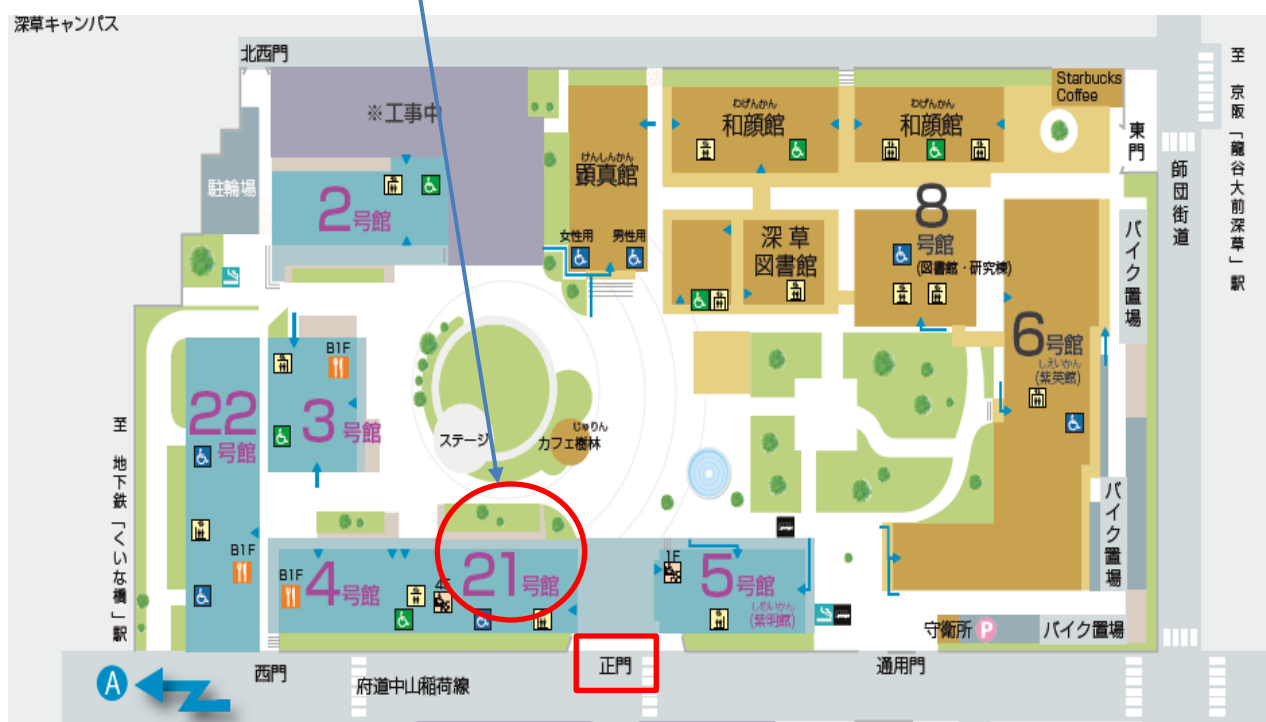 深草キャンパス
北西門
※工事中
駐輪場
2号館
げんしんかん
顕真館
女性用 男性用
わげんかん
和顔館
わげんかん
和顔館
Starbucks
Coffee
東門
師団街道
至 京阪「龍谷大前深草」駅
深草
図書館
8
号館
(図書館・研究棟)
バイク置場
6号館
しえいかん
(紫英館)
バイク置場
22
号館
B1F
3号館
B1F
ステージ
じゅりん
カフェ樹林
至 地下鉄「くいな橋」駅
B1F
4号館
4F
21号館
1F
5号館
しめいかん
(紫明館)
守衛所 P バイク置場
A
西門
府道中山稲荷線
正門
通用門